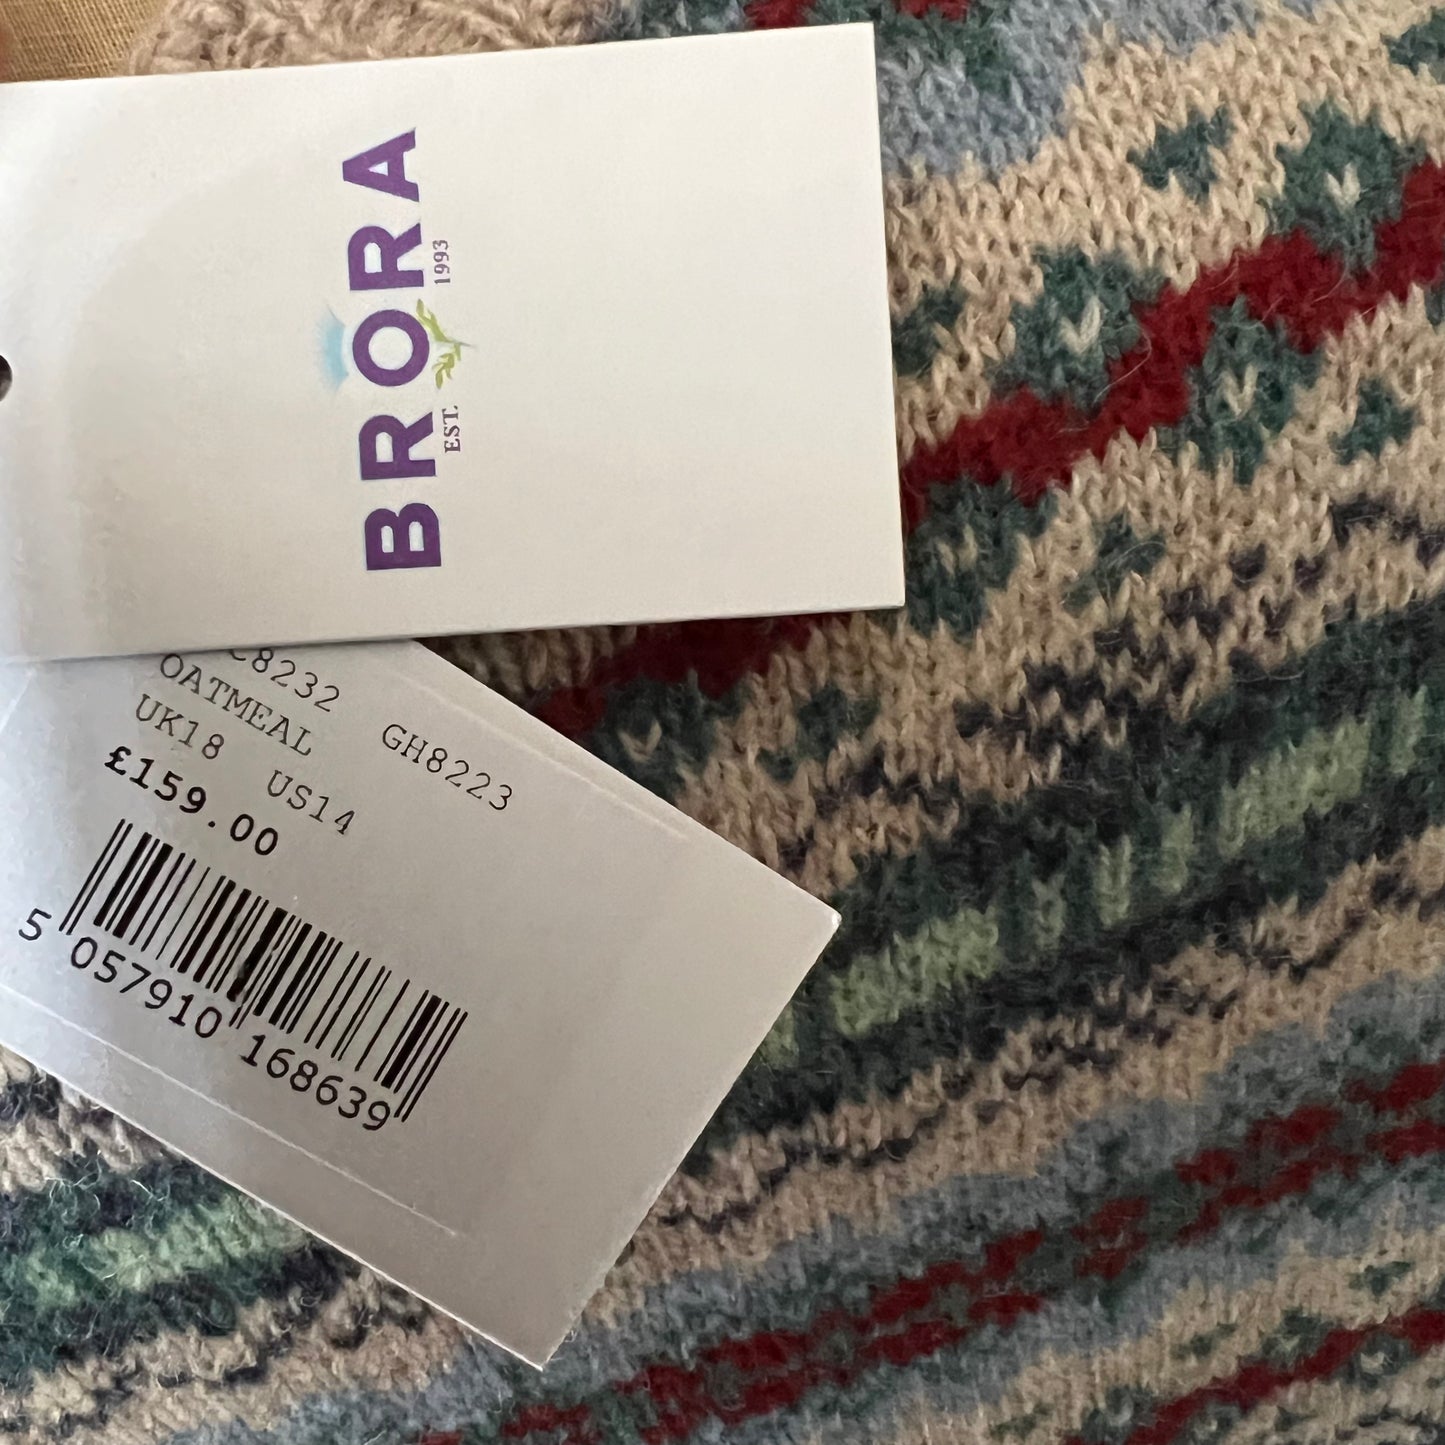 BRORA
EST. 1993
C8232 GH8223
OATMEAL
UK18 US14
£159.00
5 057910 168639